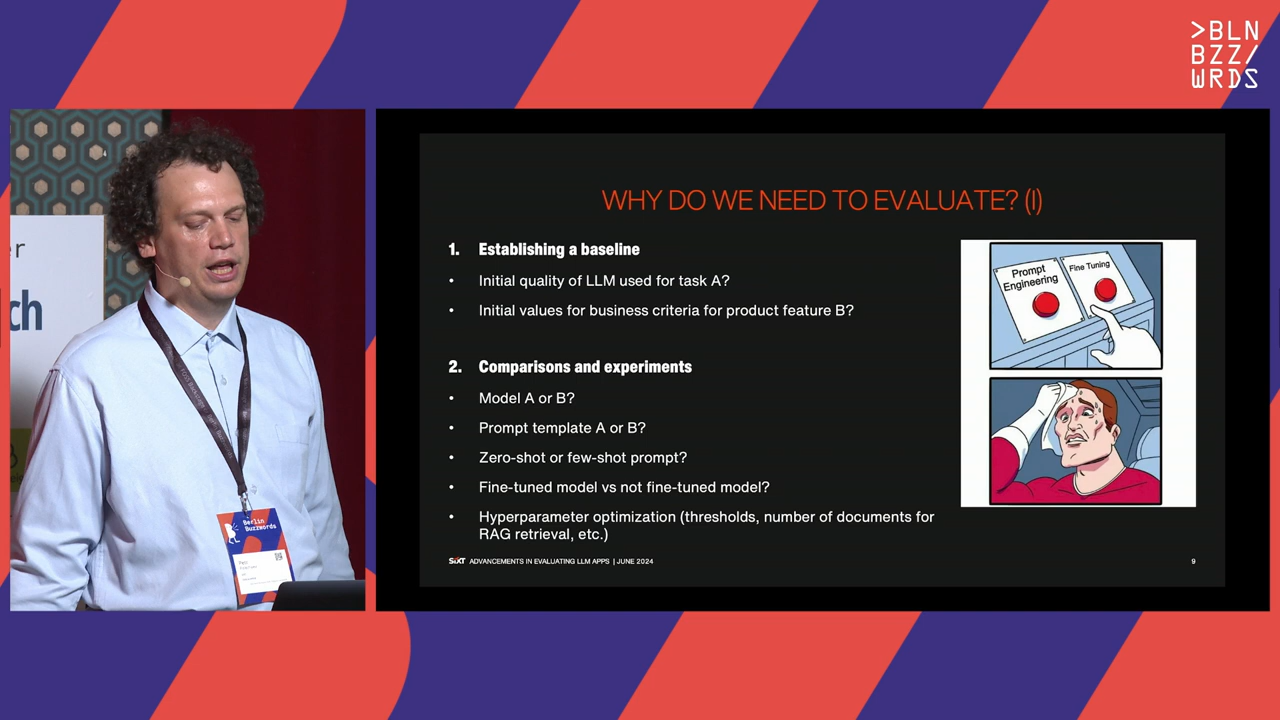 >BLN
BZZ/
WRDS
er
ch
Berlin
Buzzwords
WHY DO WE NEED TO EVALUATE? (I)
1. Establishing a baseline
• Initial quality of LLM used for task A?
• Initial values for business criteria for product feature B?
2. Comparisons and experiments
• Model A or B?
• Prompt template A or B?
• Zero-shot or few-shot prompt?
• Fine-tuned model vs not fine-tuned model?
• Hyperparameter optimization (thresholds, number of documents for
RAG retrieval, etc.)
Prompt
Engineering
Fine Tuning
SIXT ADVANCEMENTS IN EVALUATING LLM APPS | JUNE 2024
9